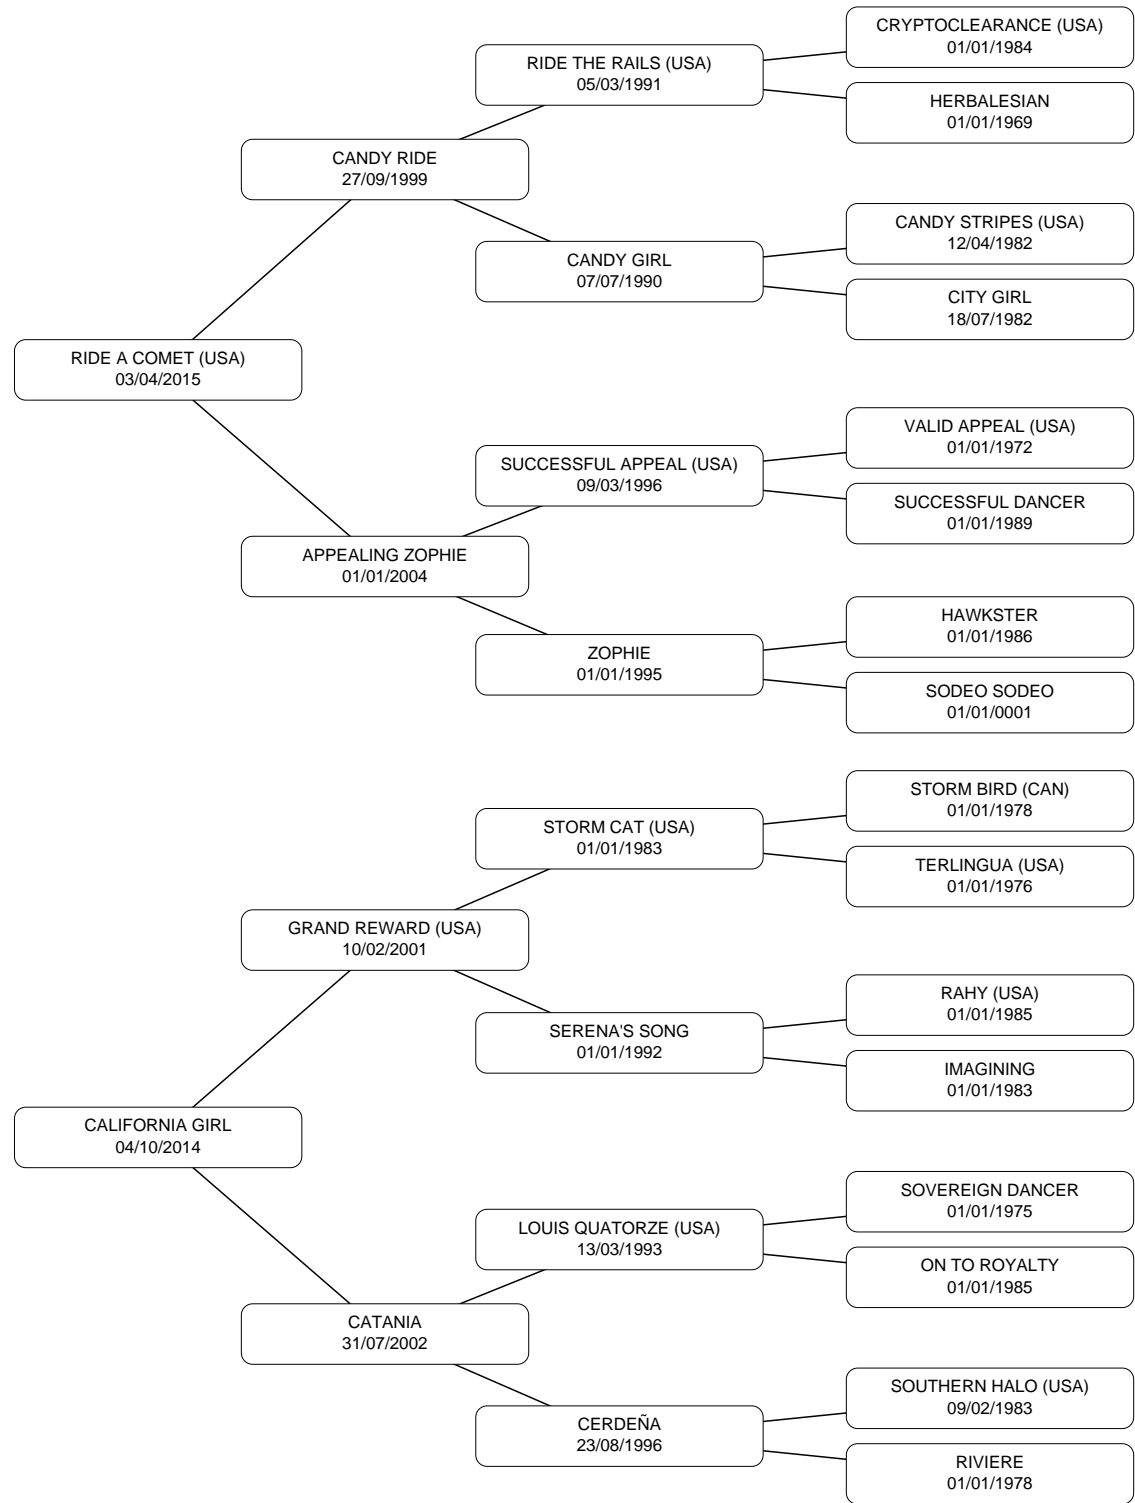 CRYPTOCLEARANCE (USA)
01/01/1984
RIDE THE RAILS (USA)
05/03/1991
HERBALESIAN
01/01/1969
CANDY RIDE
27/09/1999
CANDY STRIPES (USA)
12/04/1982
CANDY GIRL
07/07/1990
CITY GIRL
18/07/1982
RIDE A COMET (USA)
03/04/2015
VALID APPEAL (USA)
01/01/1972
SUCCESSFUL APPEAL (USA)
09/03/1996
SUCCESSFUL DANCER
01/01/1989
APPEALING ZOPHIE
01/01/2004
HAWKSTER
01/01/1986
ZOPHIE
01/01/1995
SODEO SODEO
01/01/0001
STORM BIRD (CAN)
01/01/1978
STORM CAT (USA)
01/01/1983
TERLINGUA (USA)
01/01/1976
GRAND REWARD (USA)
10/02/2001
RAHY (USA)
01/01/1985
SERENA'S SONG
01/01/1992
IMAGINING
01/01/1983
CALIFORNIA GIRL
04/10/2014
SOVEREIGN DANCER
01/01/1975
LOUIS QUATORZE (USA)
13/03/1993
ON TO ROYALTY
01/01/1985
CATANIA
31/07/2002
SOUTHERN HALO (USA)
09/02/1983
CERDEÑA
23/08/1996
RIVIERE
01/01/1978